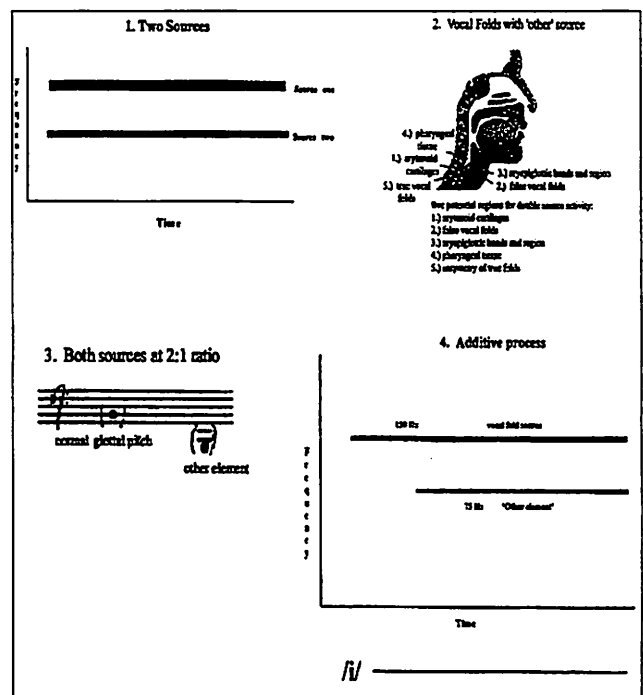 1. Two Sources
Frequency
Source one
Source two
Time
2. Vocal Folds with 'other' source
4.) pharyngeal
tissue
1.) arytenoid
cartilages
5.) true vocal
folds
3.) aryepiglottic bands and region
2.) false vocal folds
five potential regions for double source activity:
1.) arytenoid cartilages
2.) false vocal folds
3.) aryepiglottic bands and region
4.) pharyngeal tissue
5.) asymmetry of true folds
3. Both sources at 2:1 ratio
normal glottal pitch
other element
4. Additive process
Frequency
150 Hz vocal fold source
75 Hz "Other element"
Time
/i/